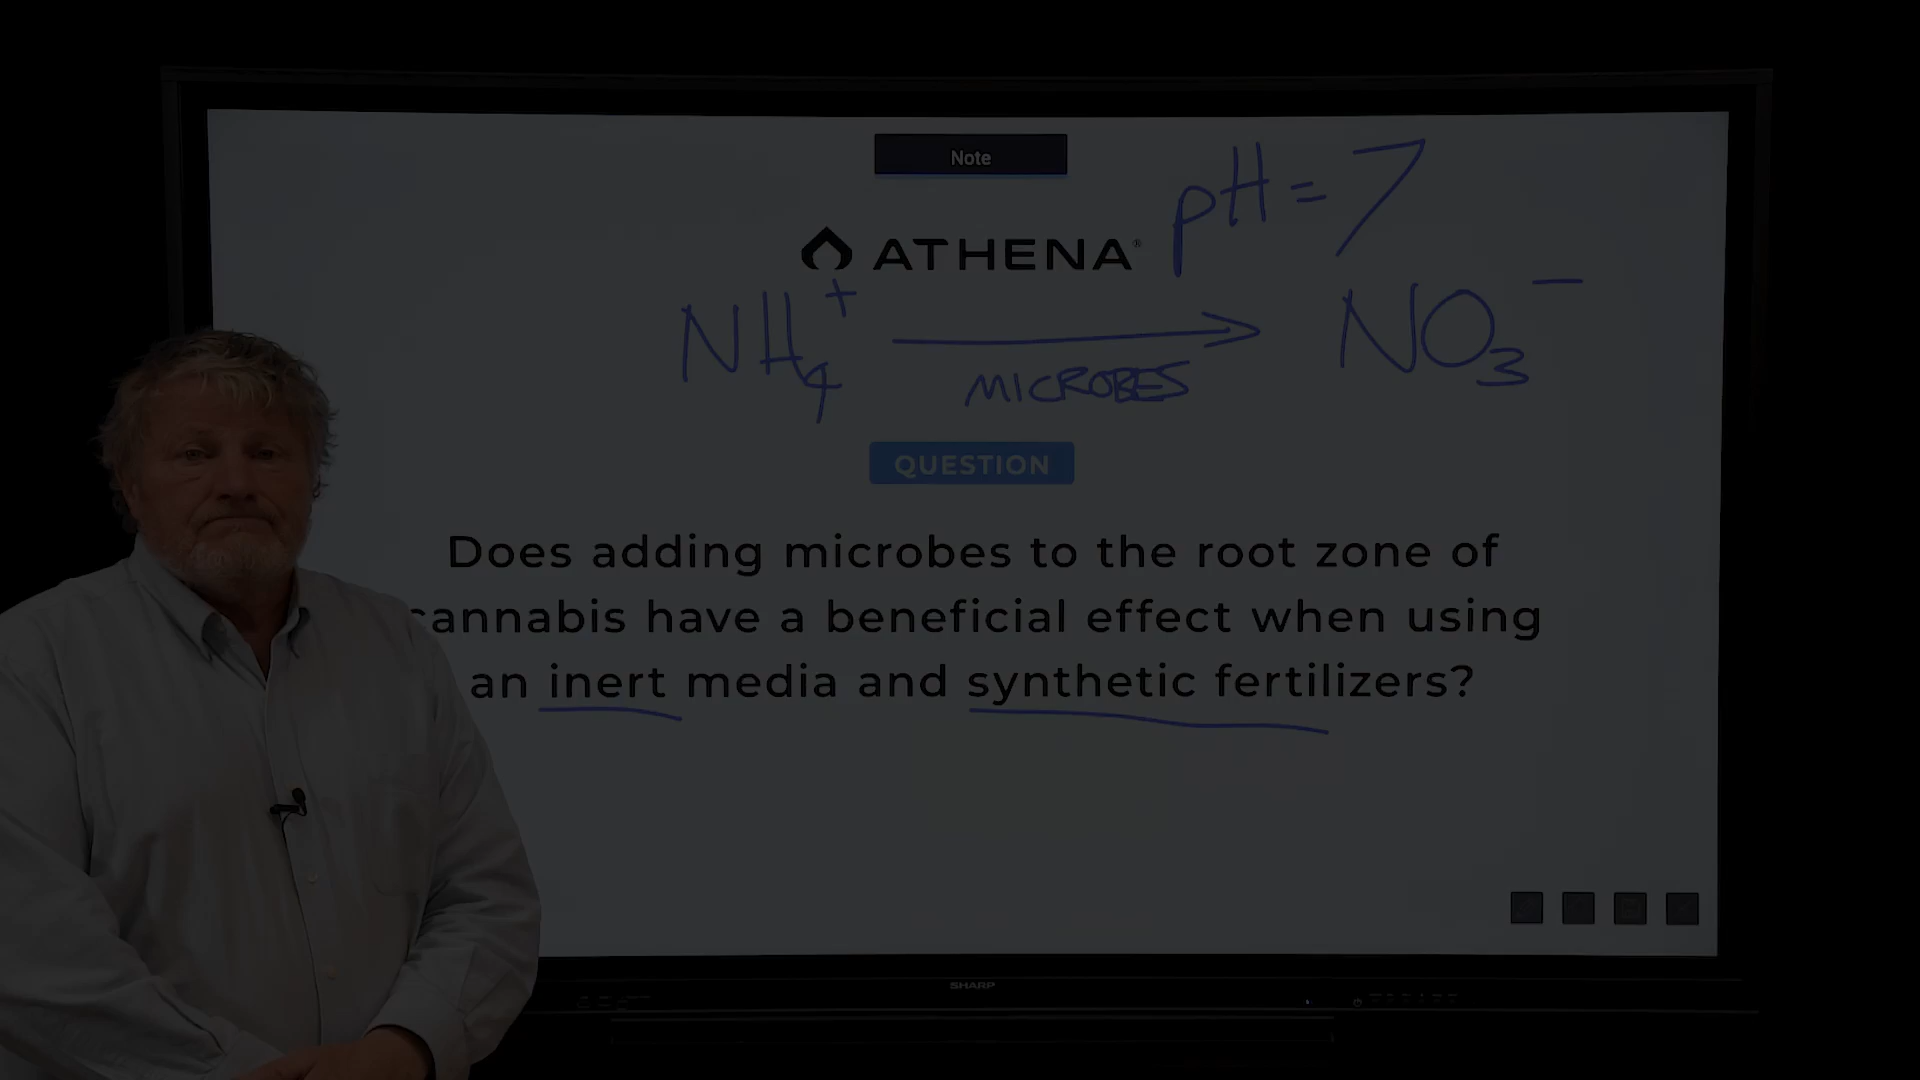 Note
pH = 7
ATHENA®
NH₄⁺ → NO₃⁻
MICROBES
QUESTION
Does adding microbes to the root zone of
cannabis have a beneficial effect when using
an inert media and synthetic fertilizers?
SHARP